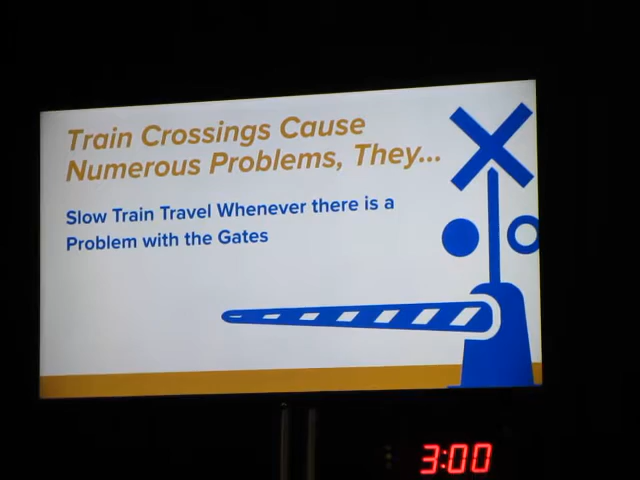 Train Crossings Cause
Numerous Problems, They...
Slow Train Travel Whenever there is a
Problem with the Gates
3:00